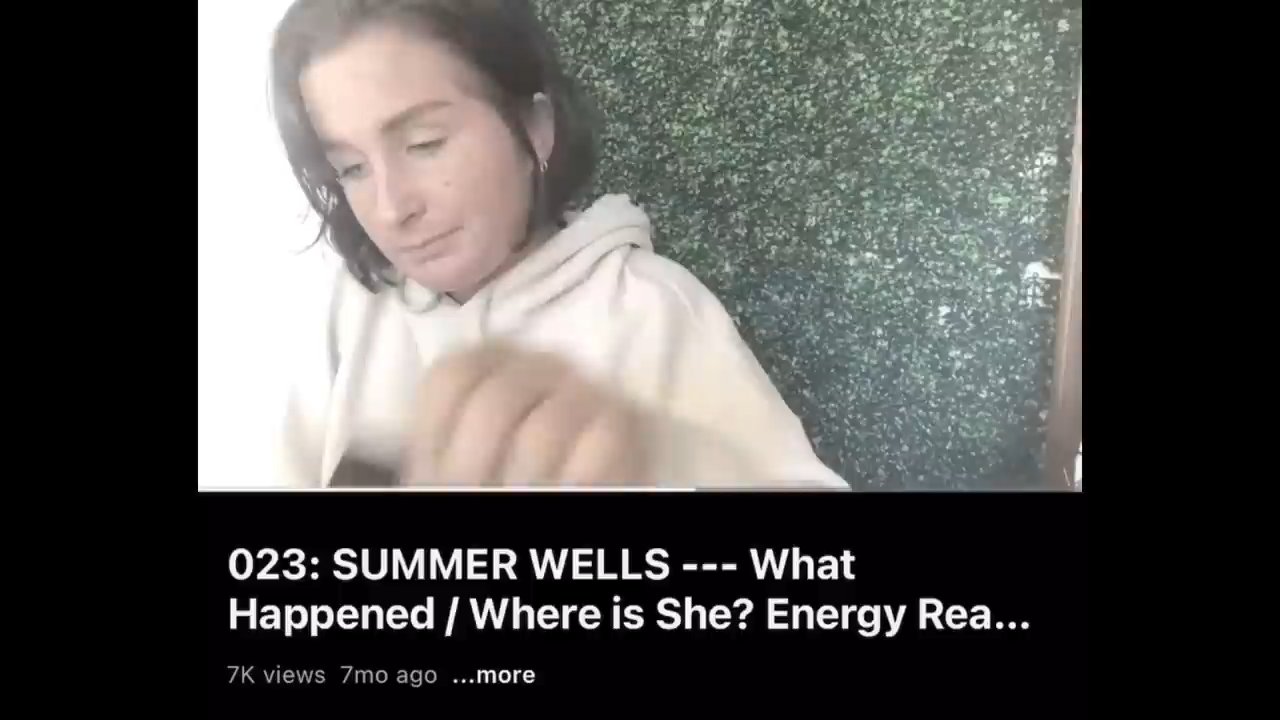 023: SUMMER WELLS --- What
Happened / Where is She? Energy Rea...
7K views 7mo ago ...more